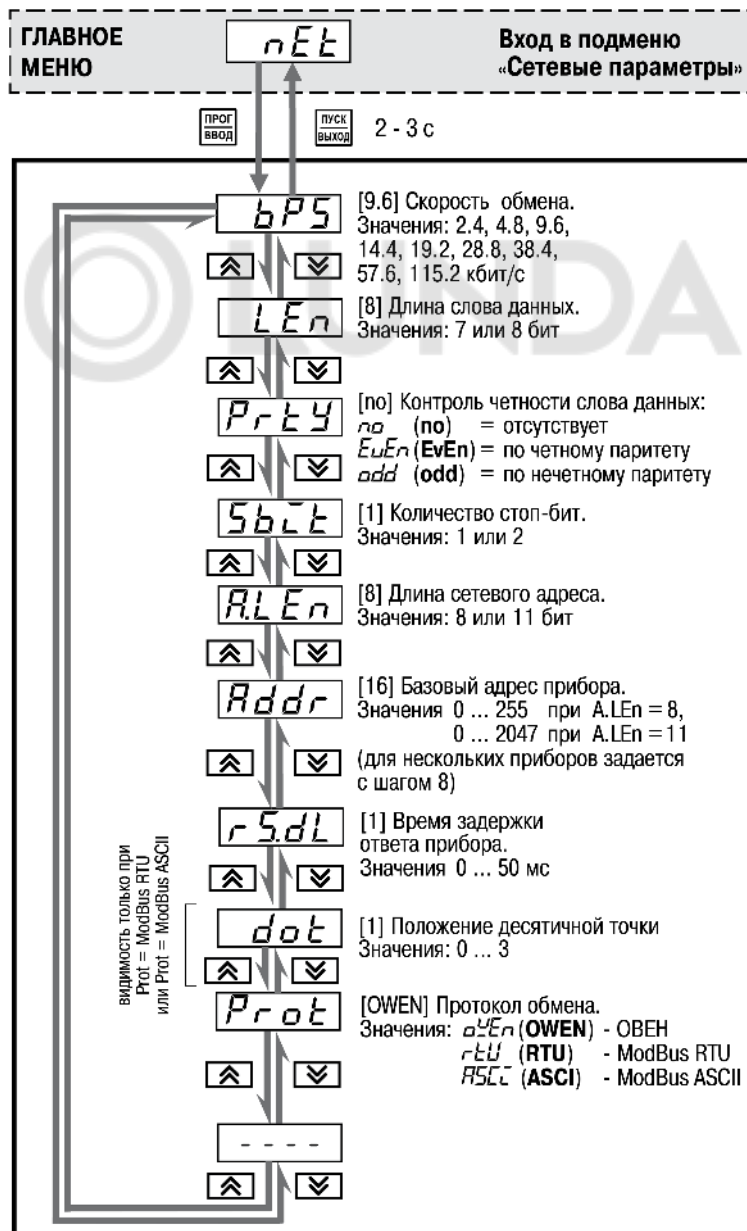 ГЛАВНОЕ
МЕНЮ
nEt
Вход в подменю
«Сетевые параметры»
ПРОГ
ВВОД
ПУСК
ВЫХОД
2 - 3 с
LUNDA
bPS
[9.6] Скорость обмена.
Значения: 2.4, 4.8, 9.6,
14.4, 19.2, 28.8, 38.4,
57.6, 115.2 кбит/с
LEn
[8] Длина слова данных.
Значения: 7 или 8 бит
PrtY
[no] Контроль четности слова данных:
no (no) = отсутствует
EvEn (EvEn) = по четному паритету
odd (odd) = по нечетному паритету
Sbit
[1] Количество стоп-бит.
Значения: 1 или 2
A.LEn
[8] Длина сетевого адреса.
Значения: 8 или 11 бит
Addr
[16] Базовый адрес прибора.
Значения 0 ... 255 при A.LEn = 8,
0 ... 2047 при A.LEn = 11
(для нескольких приборов задается
с шагом 8)
rS.dL
[1] Время задержки
ответа прибора.
Значения 0 ... 50 мс
видимость только при
Prot = ModBus RTU
или Prot = ModBus ASCII
dot
[1] Положение десятичной точки
Значения: 0 ... 3
Prot
[OWEN] Протокол обмена.
Значения: oYEn (OWEN) - ОВЕН
rtU (RTU) - ModBus RTU
ASCi (ASCI) - ModBus ASCII
- - - -